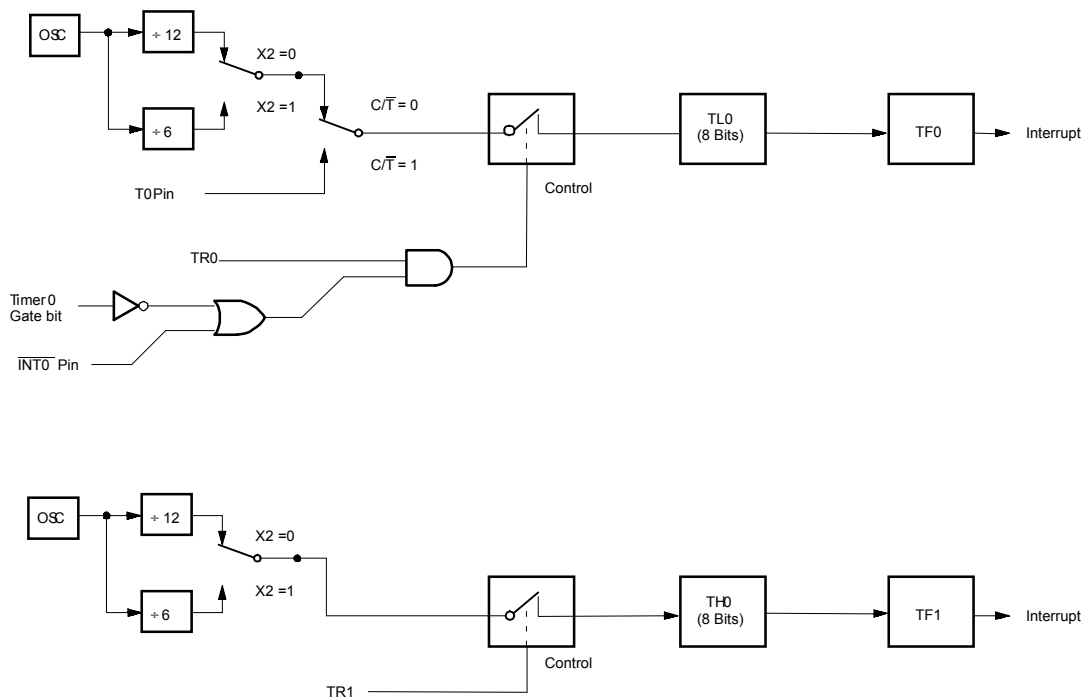 OSC
÷ 12
X2 =0
X2 =1
÷ 6
C/T̅ = 0
C/T̅ = 1
T0Pin
Control
TL0
(8 Bits)
TF0
Interrupt
TR0
Timer 0
Gate bit
I̅N̅T̅0̅ Pin
OSC
÷ 12
X2 =0
X2 =1
÷ 6
Control
TH0
(8 Bits)
TF1
Interrupt
TR1